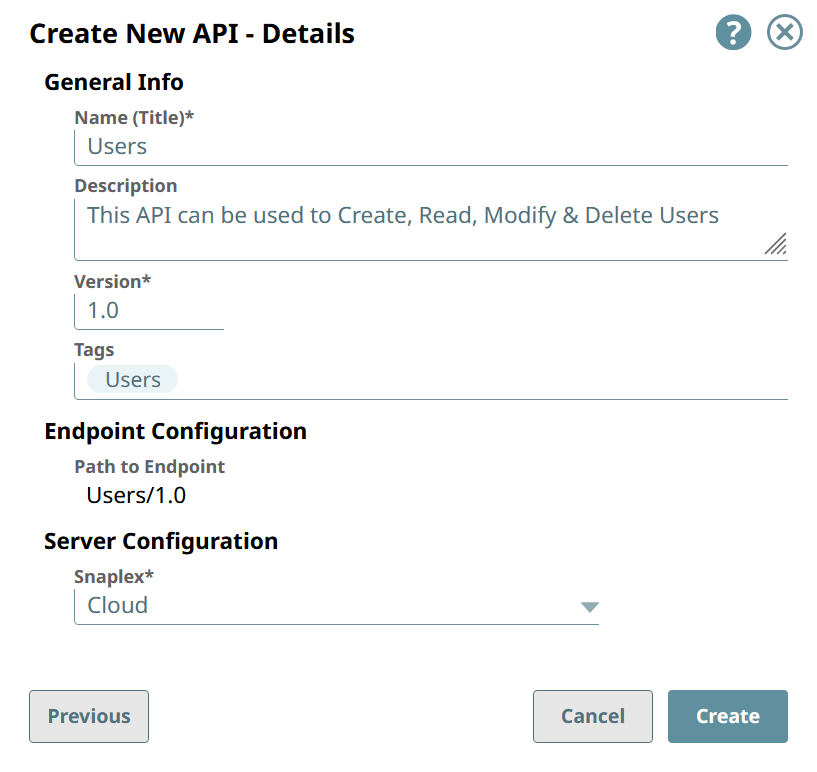 Create New API - Details
?
General Info
Name (Title)*
Users
Description
This API can be used to Create, Read, Modify & Delete Users
Version*
1.0
Tags
Users
Endpoint Configuration
Path to Endpoint
Users/1.0
Server Configuration
Snaplex*
Cloud
Previous
Cancel
Create